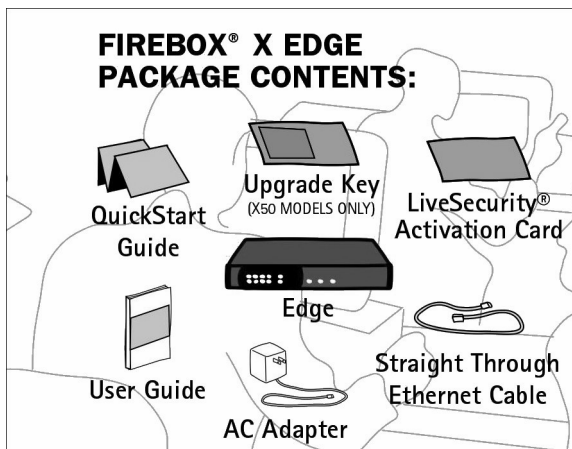 FIREBOX® X EDGE
PACKAGE CONTENTS:
QuickStart
Guide
Upgrade Key
(X50 MODELS ONLY)
LiveSecurity®
Activation Card
Edge
User Guide
AC Adapter
Straight Through
Ethernet Cable